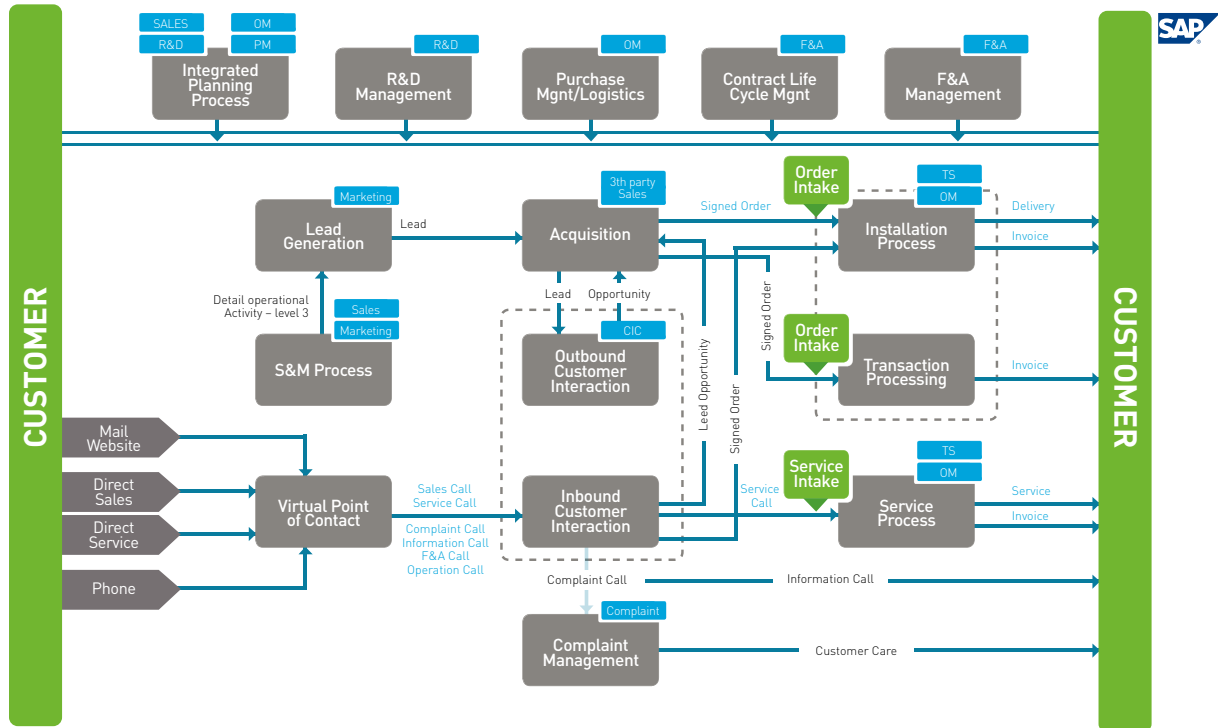 SALES
OM
R&D
PM
Integrated
Planning
Process
R&D
R&D
Management
OM
Purchase
Mgnt/Logistics
F&A
Contract Life
Cycle Mgnt
F&A
F&A
Management
SAP
®
CUSTOMER
CUSTOMER
Marketing
Lead
Generation
Lead
3th party
Sales
Acquisition
Signed Order
Order
Intake
TS
OM
Installation
Process
Delivery
Invoice
Detail operational
Activity – level 3
Sales
Marketing
S&M Process
Lead
Opportunity
CIC
Outbound
Customer
Interaction
Leed Opportunity
Signed Order
Signed Order
Order
Intake
Transaction
Processing
Invoice
Mail
Website
Direct
Sales
Direct
Service
Phone
Virtual Point
of Contact
Sales Call
Service Call
Complaint Call
Information Call
F&A Call
Operation Call
Inbound
Customer
Interaction
Service
Call
Service
Intake
TS
OM
Service
Process
Service
Invoice
Complaint Call
Information Call
Complaint
Complaint
Management
Customer Care